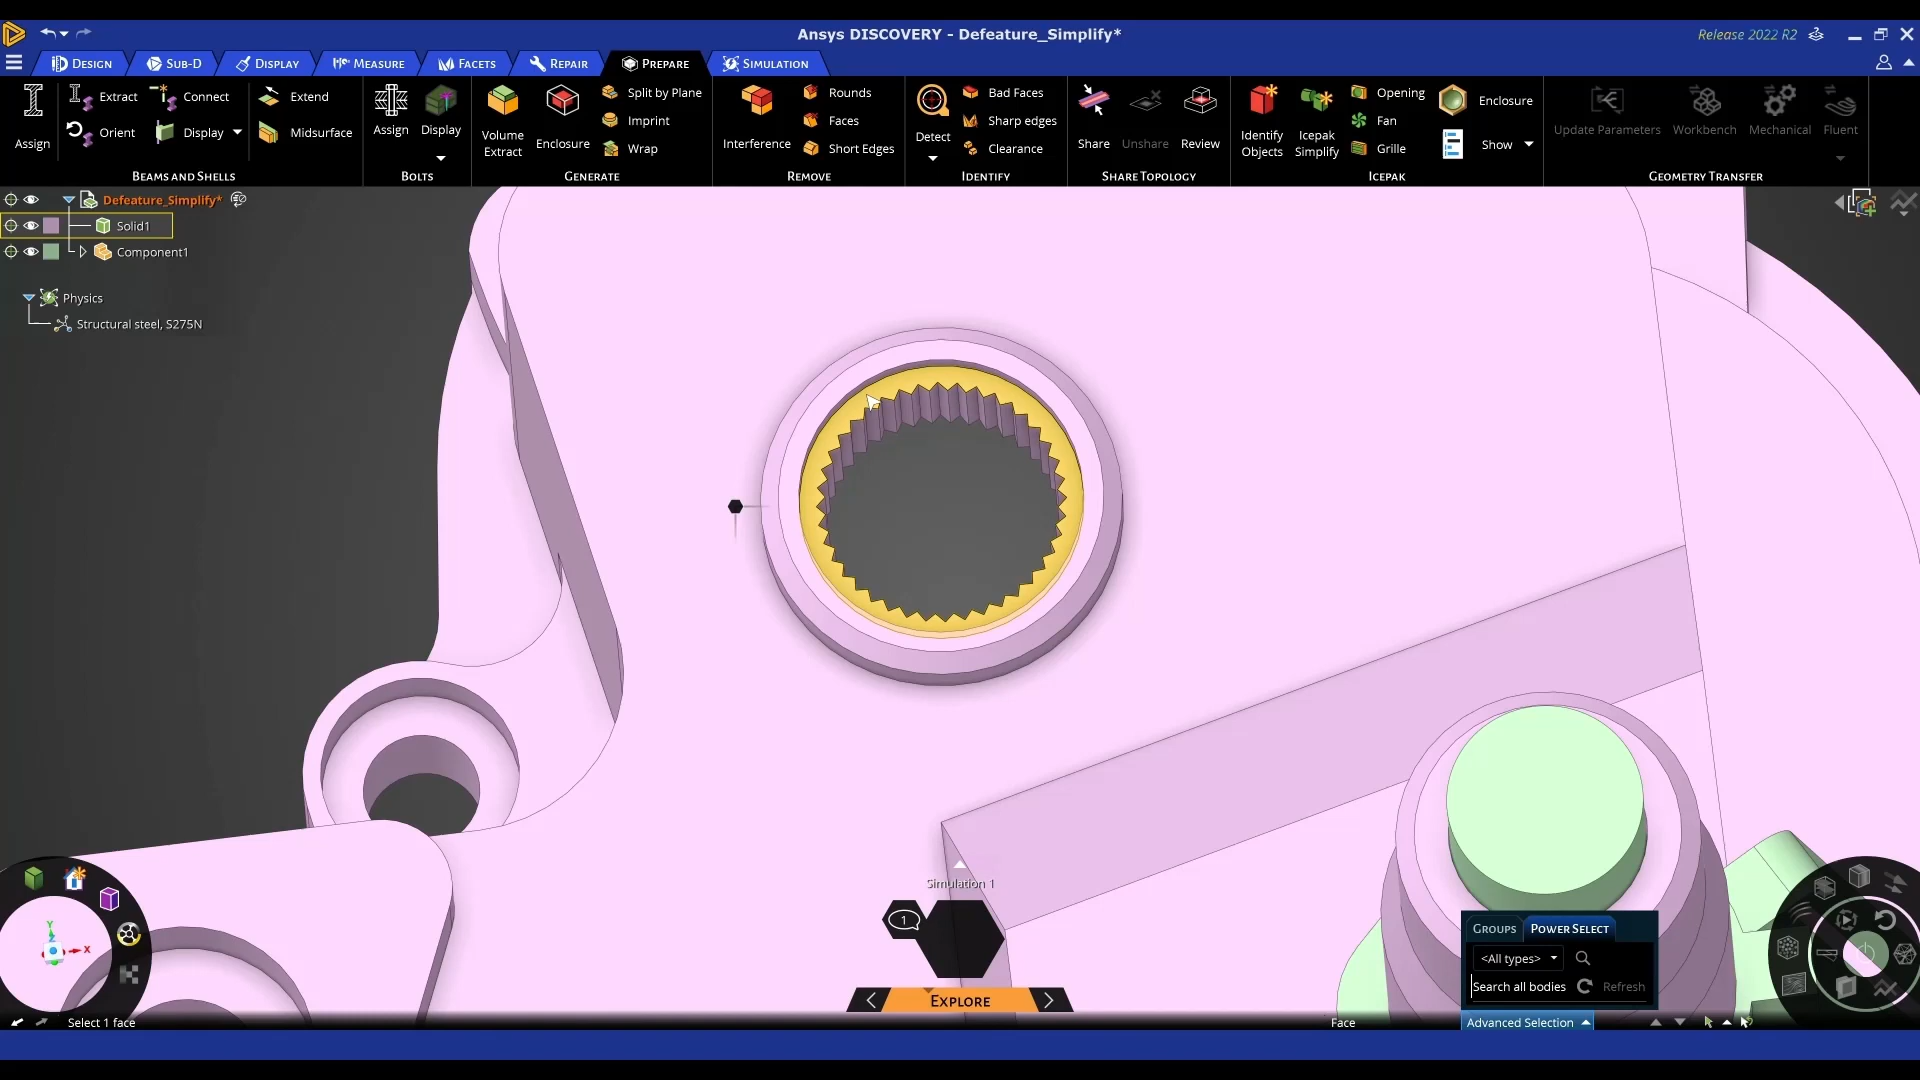 Ansys DISCOVERY - Defeature_Simplify*
Release 2022 R2
DESIGN
SUB-D
DISPLAY
MEASURE
FACETS
REPAIR
PREPARE
SIMULATION
Assign
Extract
Connect
Orient
Display
Extend
Midsurface
BEAMS AND SHELLS
Assign
Display
BOLTS
Volume
Extract
Enclosure
Split by Plane
Imprint
Wrap
GENERATE
Interference
Rounds
Faces
Short Edges
REMOVE
Detect
Bad Faces
Sharp edges
Clearance
IDENTIFY
Share
Unshare
Review
SHARE TOPOLOGY
Identify
Objects
Icepak
Simplify
Opening
Fan
Grille
Enclosure
Show
ICEPAK
Update Parameters
Workbench
Mechanical
Fluent
GEOMETRY TRANSFER
Defeature_Simplify*
Solid1
Component1
Physics
Structural steel, S275N
Simulation 1
1
EXPLORE
Y
X
GROUPS
POWER SELECT
<All types>
Search all bodies
Refresh
Select 1 face
Face
Advanced Selection